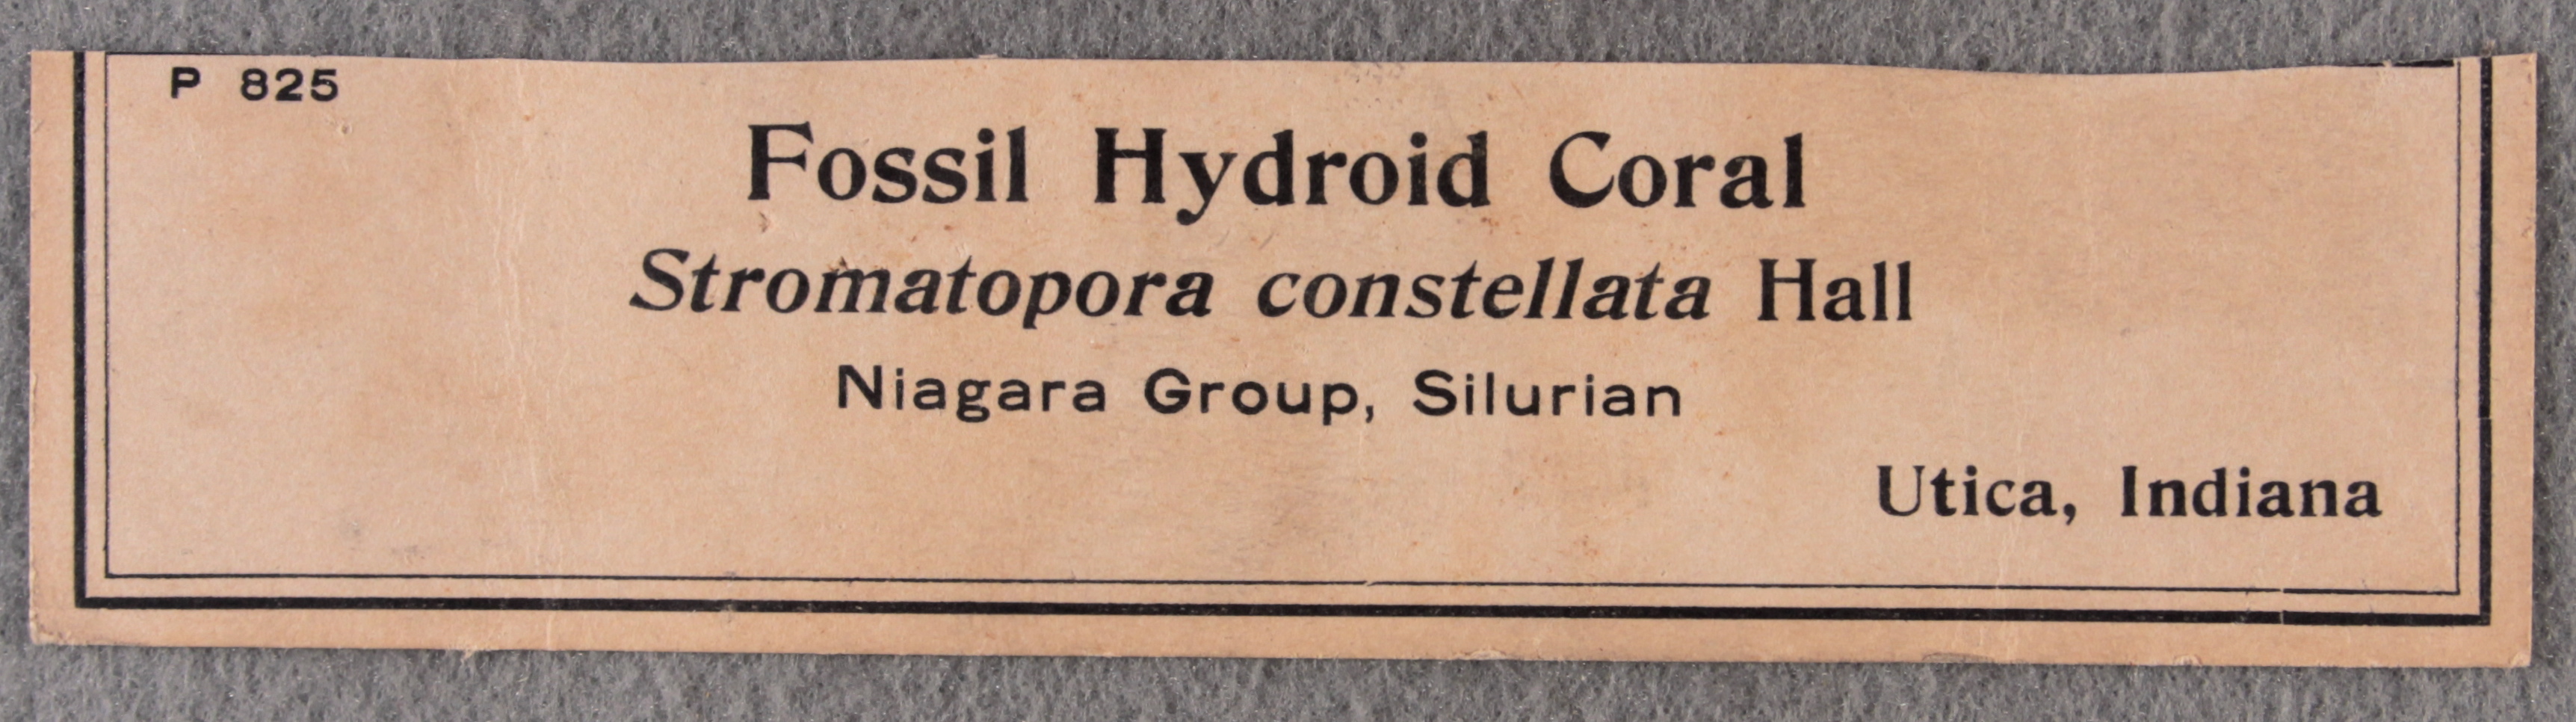 P 825
Fossil Hydroid Coral
Stromatopora constellata Hall
Niagara Group, Silurian
Utica, Indiana